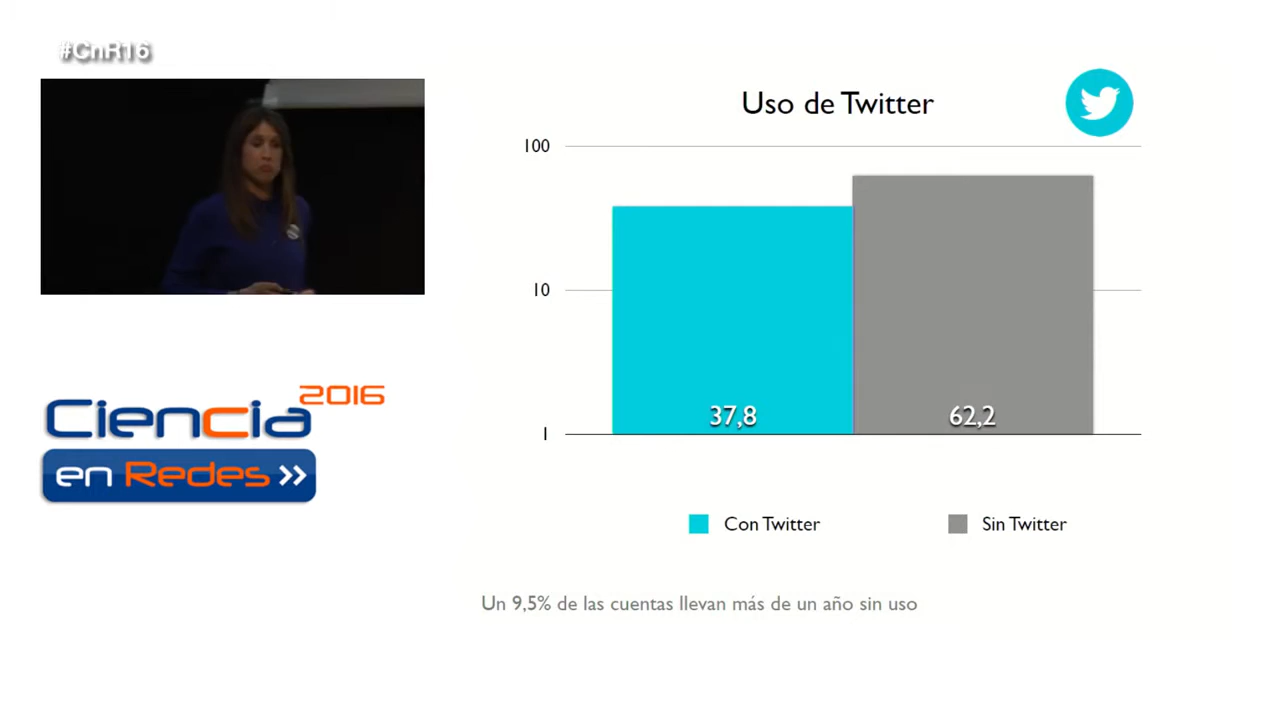 #CnR16
Uso de Twitter
100
10
1
37,8
62,2
Con Twitter
Sin Twitter
Un 9,5% de las cuentas llevan más de un año sin uso
Ciencia 2016
en Redes »